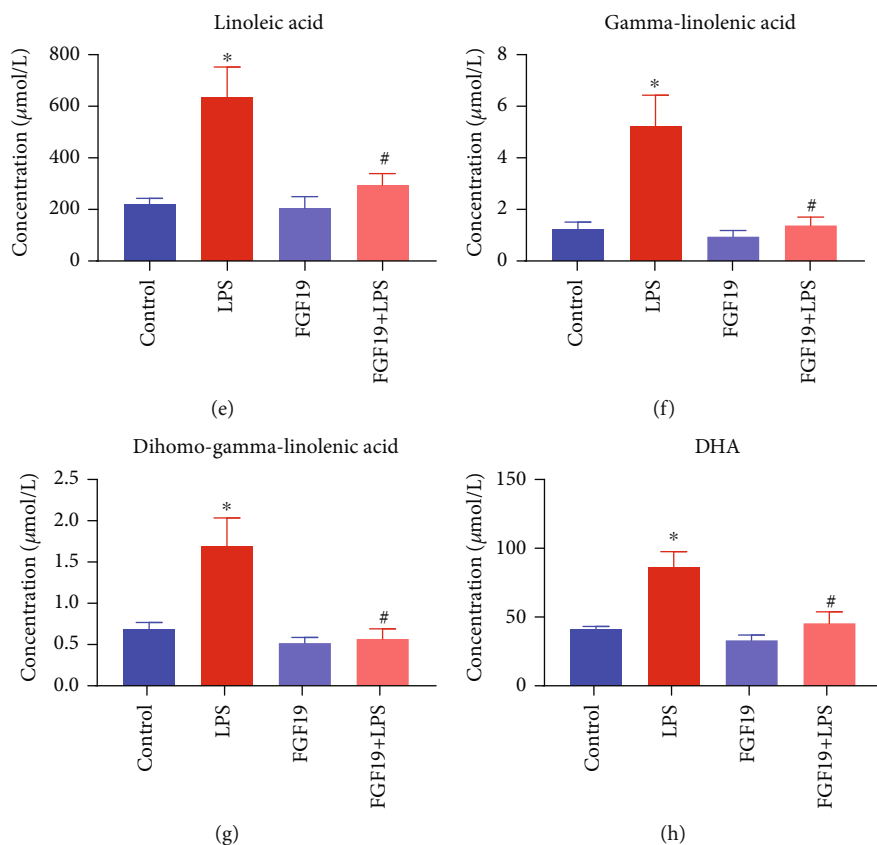 Linoleic acid
Concentration (μmol/L)
800
600
400
200
0
*
#
Control
LPS
FGF19
FGF19+LPS
(e)
Gamma-linolenic acid
Concentration (μmol/L)
8
6
4
2
0
*
#
Control
LPS
FGF19
FGF19+LPS
(f)
Dihomo-gamma-linolenic acid
Concentration (μmol/L)
2.5
2.0
1.5
1.0
0.5
0.0
*
#
Control
LPS
FGF19
FGF19+LPS
(g)
DHA
Concentration (μmol/L)
150
100
50
0
*
#
Control
LPS
FGF19
FGF19+LPS
(h)